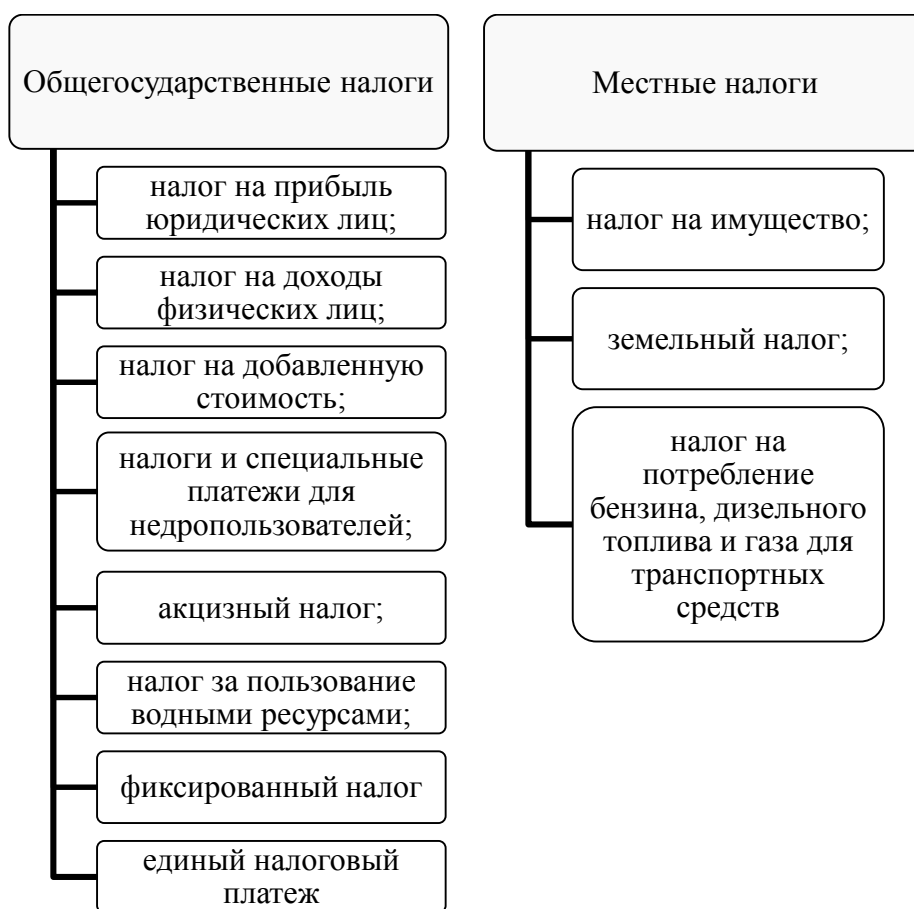 Общегосударственные налоги
налог на прибыль
юридических лиц;
налог на доходы
физических лиц;
налог на добавленную
стоимость;
налоги и специальные
платежи для
недропользователей;
акцизный налог;
налог за пользование
водными ресурсами;
фиксированный налог
единый налоговый
платеж
Местные налоги
налог на имущество;
земельный налог;
налог на
потребление
бензина, дизельного
топлива и газа для
транспортных
средств